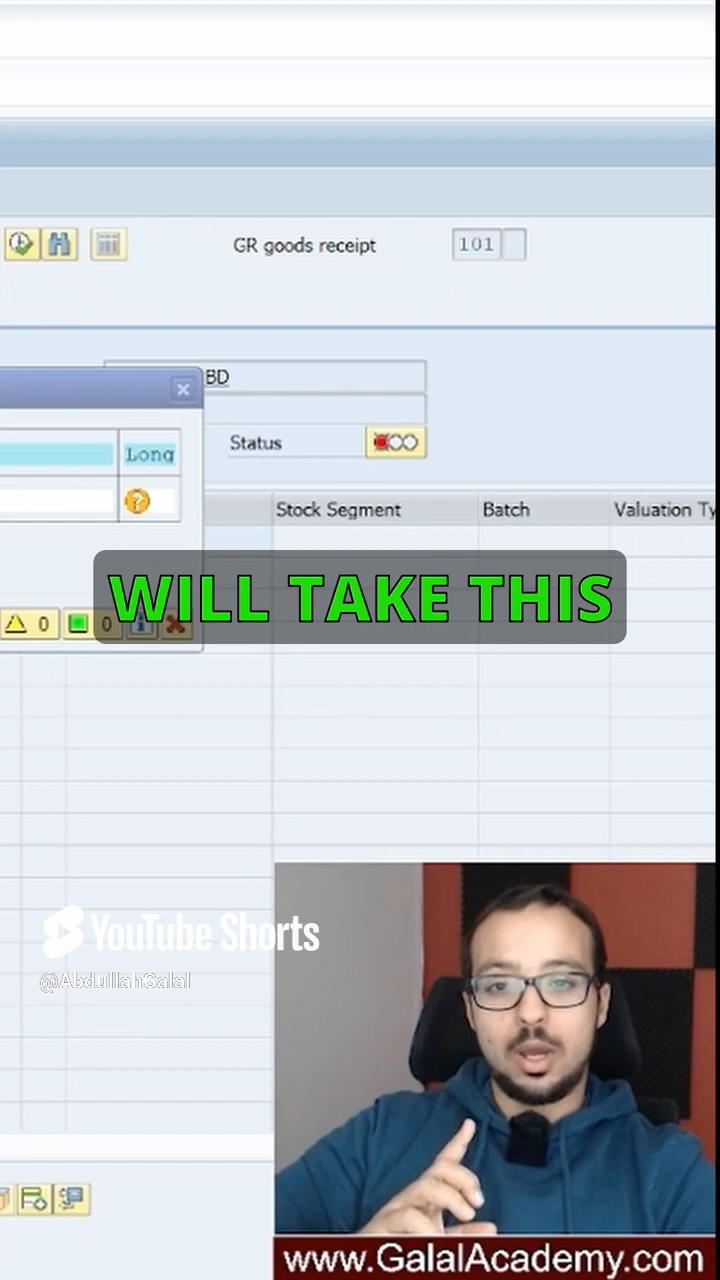 GR goods receipt 101
BD
Status
Long
Stock Segment Batch Valuation Ty
WILL TAKE THIS
0 0
YouTube Shorts
@AbdullahGalal
www.GalalAcademy.com